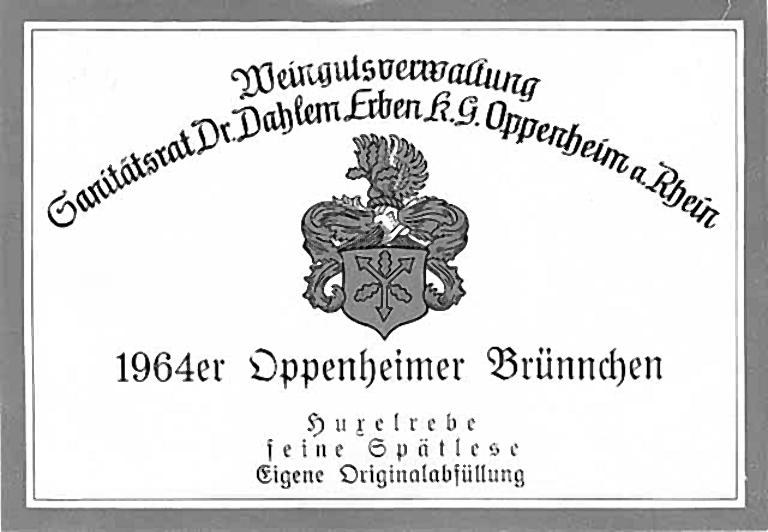 Weingutsverwaltung
Sanitätsrat Dr. Dahlem Erben K.G. Oppenheim a. Rhein
1964er Oppenheimer Brünnchen
Huxelrebe
feine Spätlese
Eigene Originalabfüllung